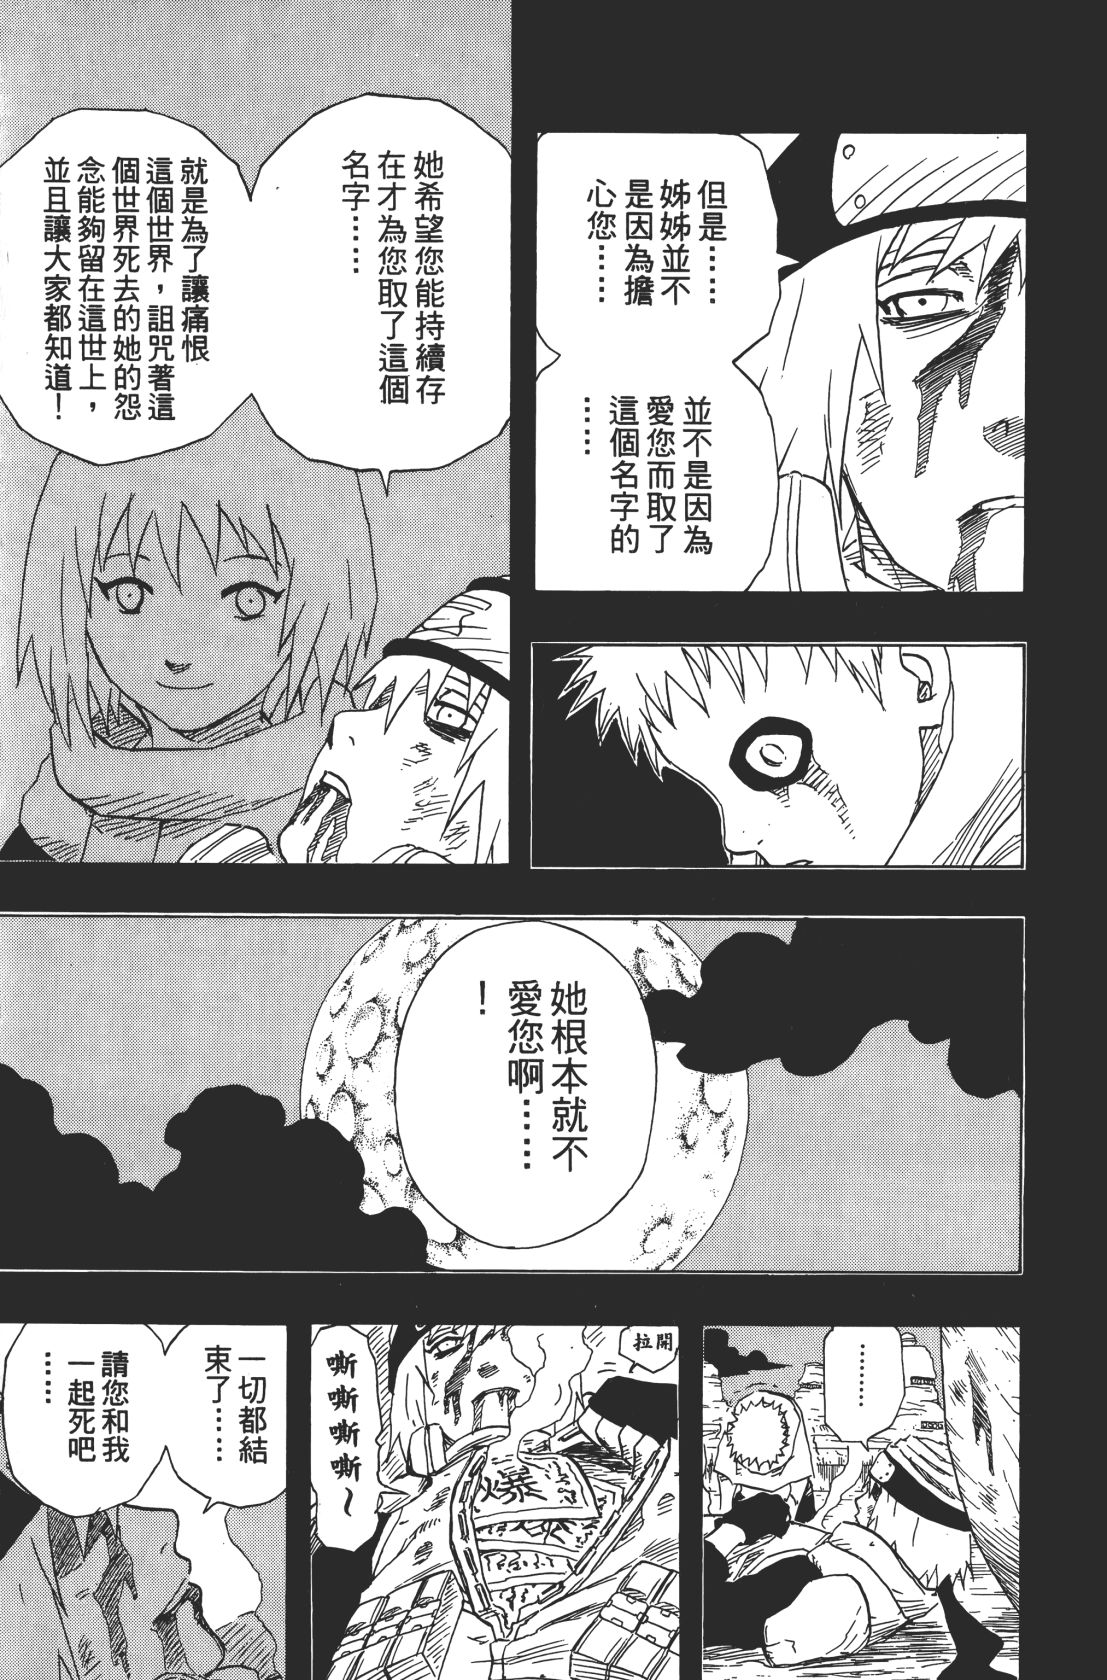 但是……
姊姊並不
是因為擔
心您……
並不是因為
愛您而取了
這個名字的
……
她希望您能持續存
在才為您取了這個
名字……
就是為了讓痛恨
這個世界，詛咒著這
個世界死去的她的怨
念能夠留在這世上，
並且讓大家都知道！
她根本就不
愛您啊……
！
………
拉開
嘶嘶嘶嘶～
爆
一切都結
束了……
請您和我
一起死吧
……